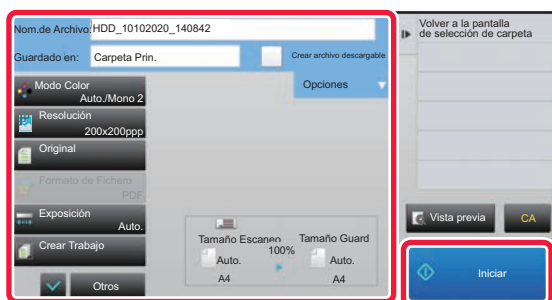 Nom.de Archivo:
HDD_10102020_140842
Guardado en:
Carpeta Prin.
Crear archivo descargable
Opciones
Modo Color
Auto./Mono 2
Resolución
200x200ppp
Original
Formato de Fichero
PDF
Exposición
Auto.
Crear Trabajo
Otros
Tamaño Escaneo
100%
Tamaño Guard
Auto.
Auto.
A4
A4
Volver a la pantalla
de selección de carpeta
Vista previa
CA
Iniciar